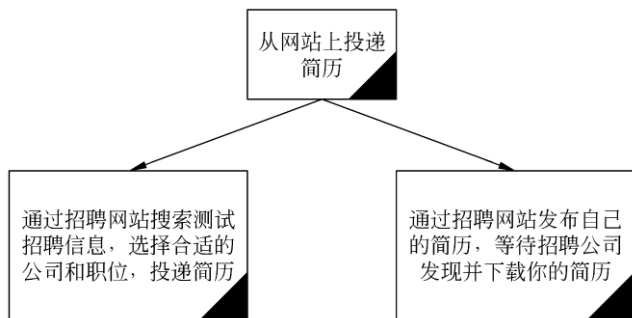 从网站上投递
简历
通过招聘网站搜索测试
招聘信息，选择合适的
公司和职位，投递简历
通过招聘网站发布自己
的简历，等待招聘公司
发现并下载你的简历